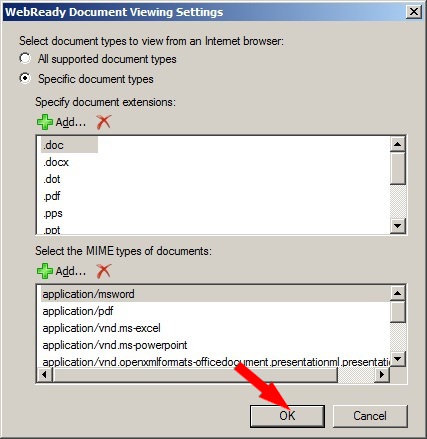 WebReady Document Viewing Settings
Select document types to view from an Internet browser:
All supported document types
Specific document types
Specify document extensions:
Add...
.doc
.docx
.dot
.pdf
.pps
.ppt
Select the MIME types of documents:
Add...
application/msword
application/pdf
application/vnd.ms-excel
application/vnd.ms-powerpoint
application/vnd.openxmlformats-officedocument.presentationml.presentatio
OK
Cancel